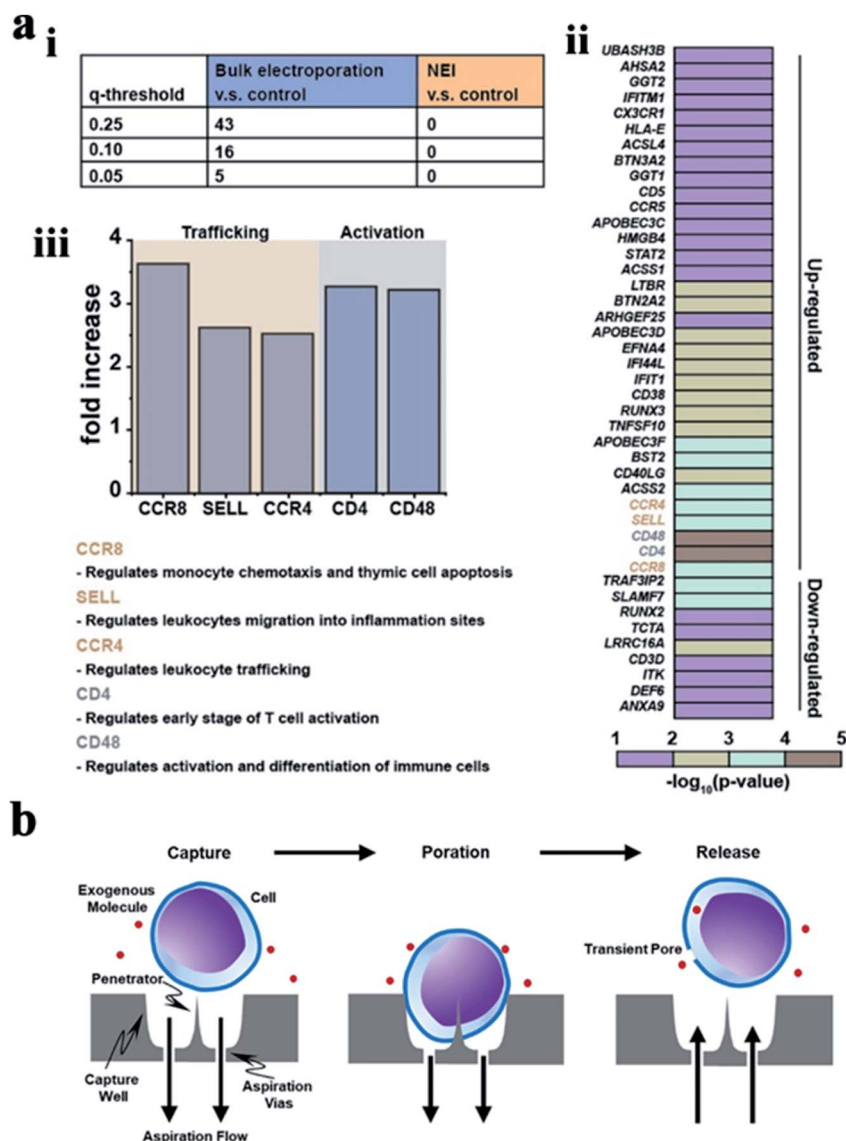 a
i
q-threshold
Bulk electroporation
v.s. control
NEI
v.s. control
0.25 43 0
0.10 16 0
0.05 5 0
ii
UBASH3B
AHSA2
GGT2
IFITM1
CX3CR1
HLA-E
ACSL4
BTN3A2
GGT1
CD5
CCR5
APOBEC3C
HMGB4
STAT2
ACSS1
LTBR
BTN2A2
ARHGEF25
APOBEC3D
EFNA4
IFI44L
IFIT1
CD38
RUNX3
TNFSF10
APOBEC3F
BST2
CD40LG
ACSS2
CCR4
SELL
CD48
CD4
CCR8
TRAF3IP2
SLAMF7
RUNX2
TCTA
LRRC16A
CD3D
ITK
DEF6
ANXA9
Up-regulated
Down-regulated
1 2 3 4 5
-log10(p-value)
iii
Trafficking Activation
fold increase
4
3
2
1
0
CCR8 SELL CCR4 CD4 CD48
CCR8
- Regulates monocyte chemotaxis and thymic cell apoptosis
SELL
- Regulates leukocytes migration into inflammation sites
CCR4
- Regulates leukocyte trafficking
CD4
- Regulates early stage of T cell activation
CD48
- Regulates activation and differentiation of immune cells
b
Capture Poration Release
Exogenous
Molecule
Cell
Penetrator
Transient Pore
Capture
Well
Aspiration
Vias
Aspiration Flow